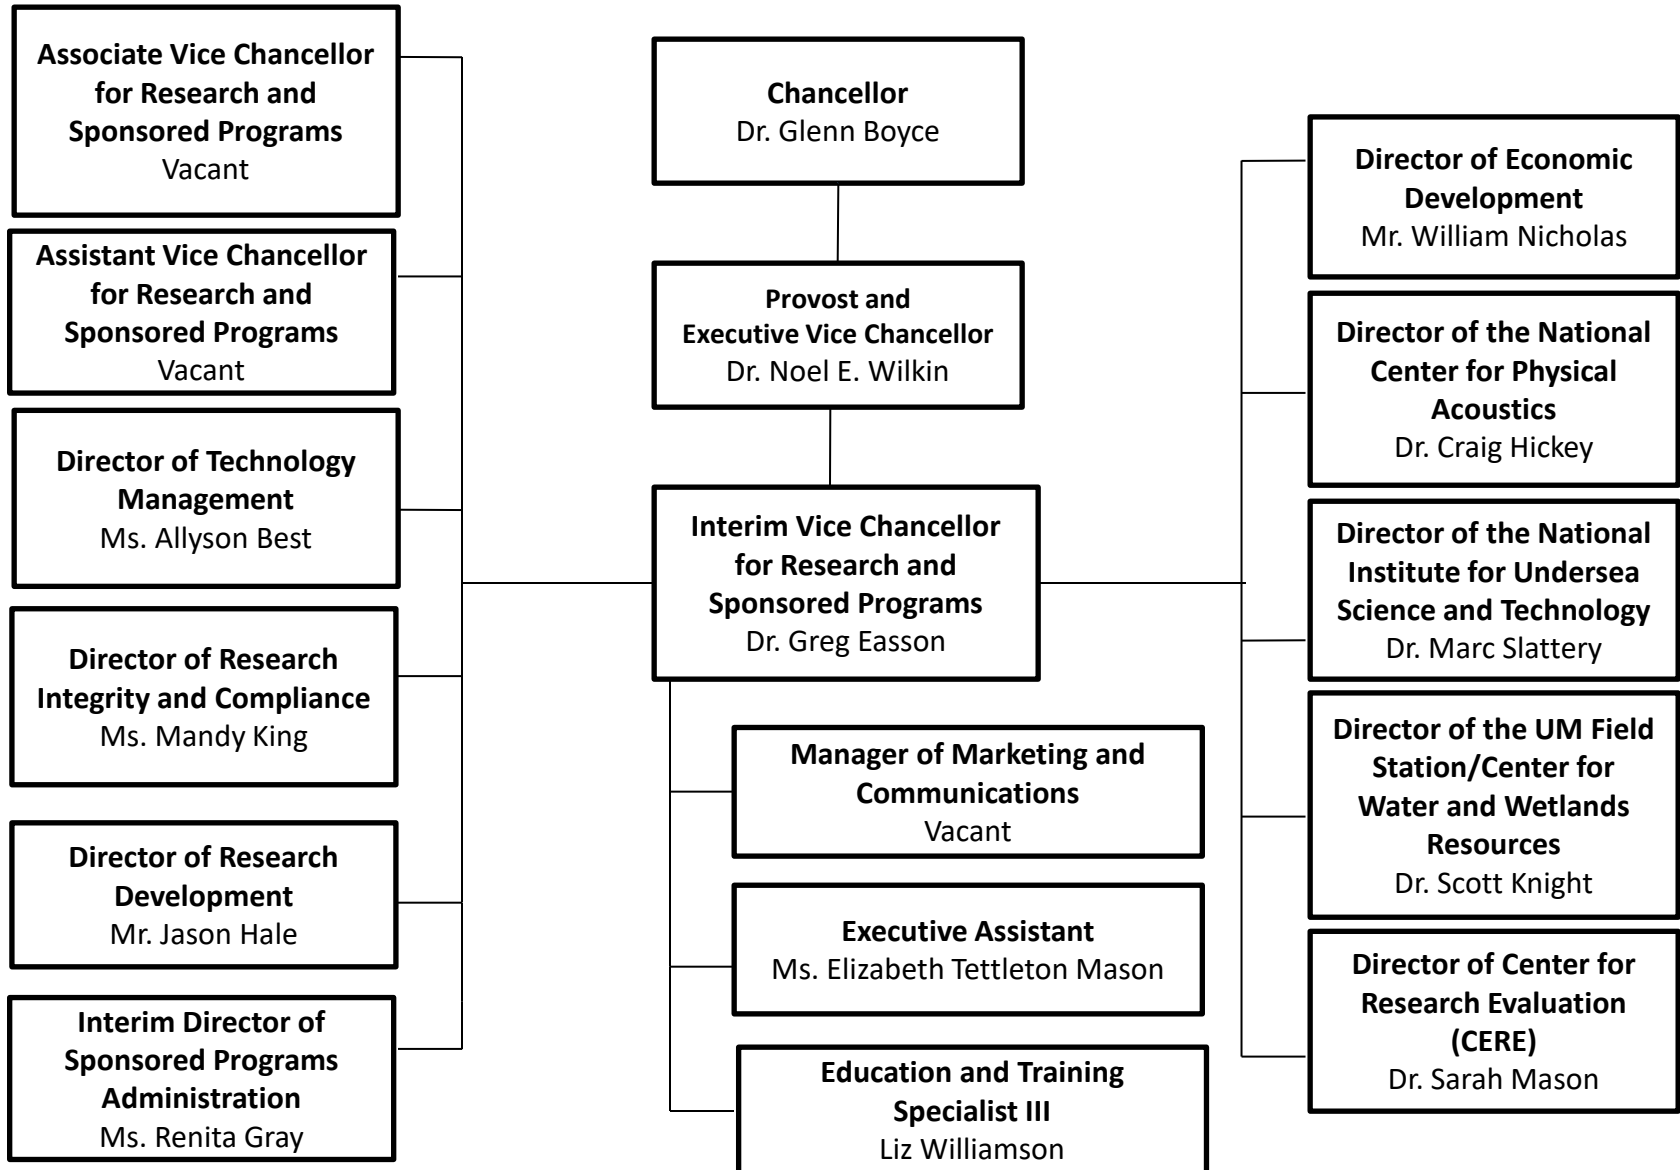 Associate Vice Chancellor
for Research and
Sponsored Programs
Vacant
Assistant Vice Chancellor
for Research and
Sponsored Programs
Vacant
Director of Technology
Management
Ms. Allyson Best
Director of Research
Integrity and Compliance
Ms. Mandy King
Director of Research
Development
Mr. Jason Hale
Interim Director of
Sponsored Programs
Administration
Ms. Renita Gray
Chancellor
Dr. Glenn Boyce
Provost and
Executive Vice Chancellor
Dr. Noel E. Wilkin
Interim Vice Chancellor
for Research and
Sponsored Programs
Dr. Greg Easson
Manager of Marketing and
Communications
Vacant
Executive Assistant
Ms. Elizabeth Tettleton Mason
Education and Training
Specialist III
Liz Williamson
Director of Economic
Development
Mr. William Nicholas
Director of the National
Center for Physical
Acoustics
Dr. Craig Hickey
Director of the National
Institute for Undersea
Science and Technology
Dr. Marc Slattery
Director of the UM Field
Station/Center for
Water and Wetlands
Resources
Dr. Scott Knight
Director of Center for
Research Evaluation
(CERE)
Dr. Sarah Mason